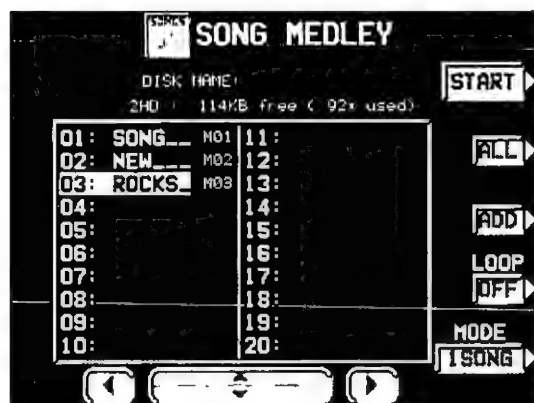 SONG MEDLEY
DISK NAME:
2HD : 114KB free ( 92% used)
START
ALL
ADD
LOOP
OFF
MODE
1SONG
01: SONG__ M01
02: NEW___ M02
03: ROCKS_ M03
04:
05:
06:
07:
08:
09:
10:
11:
12:
13:
14:
15:
16:
17:
18:
19:
20: